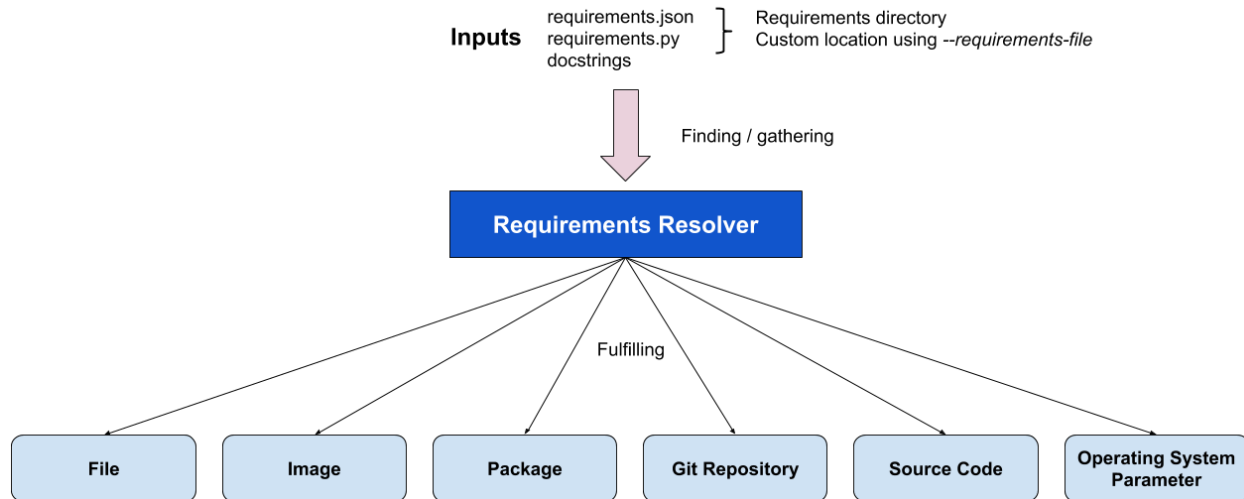 Inputs
requirements.json
requirements.py
docstrings
Requirements directory
Custom location using --requirements-file
Finding / gathering
Requirements Resolver
Fulfilling
File
Image
Package
Git Repository
Source Code
Operating System
Parameter